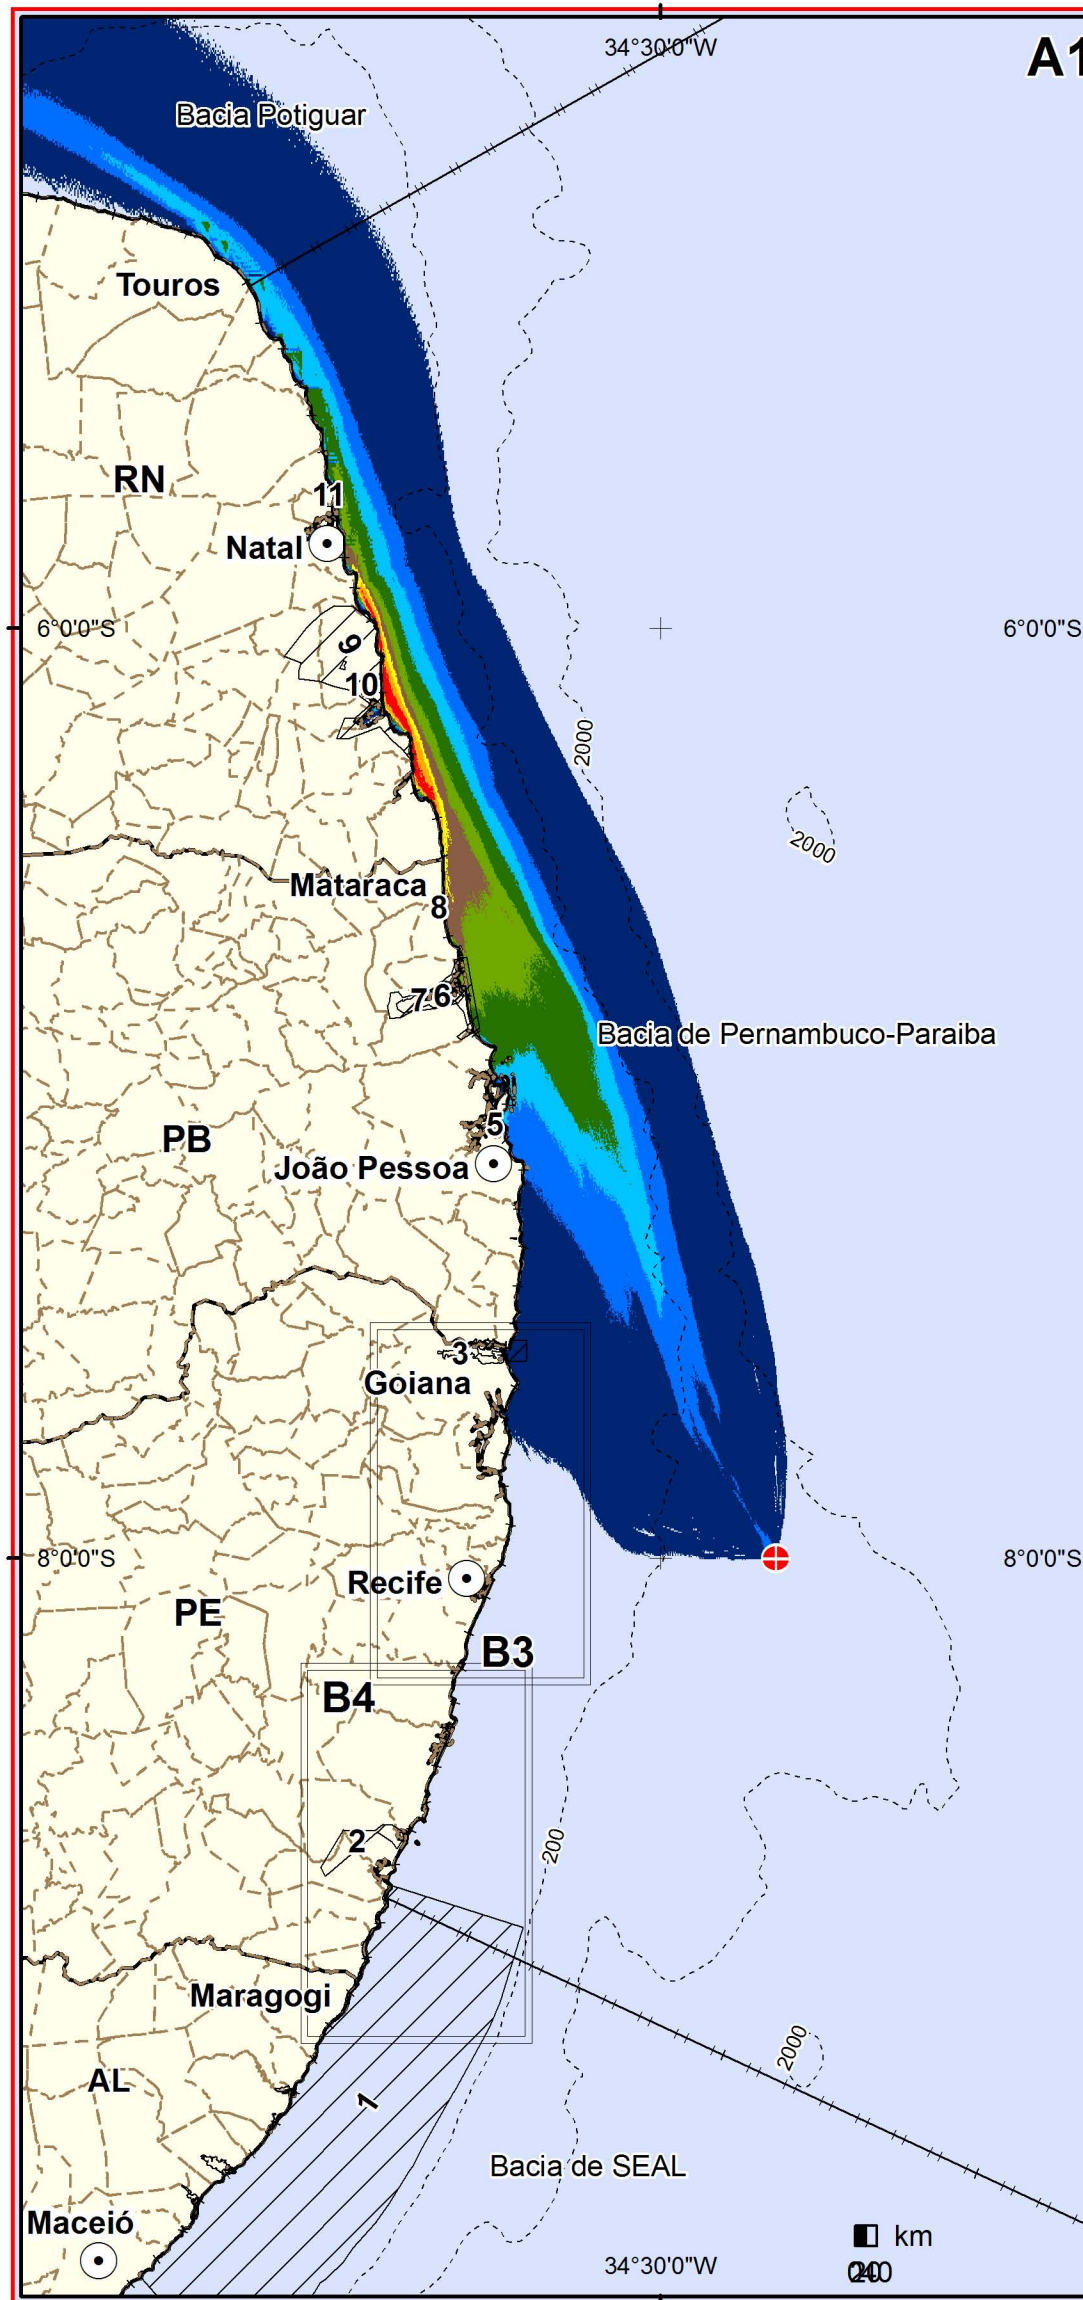 34°30'0"W
A1
Bacia Potiguar
Touros
RN
11
Natal
6°0'0"S
6°0'0"S
9
10
2000
2000
Mataraca
8
7
6
Bacia de Pernambuco-Paraiba
5
PB
João Pessoa
3
Goiana
8°0'0"S
8°0'0"S
Recife
PE
B3
B4
2
200
Maragogi
2000
AL
1
Bacia de SEAL
Maceió
km
34°30'0"W